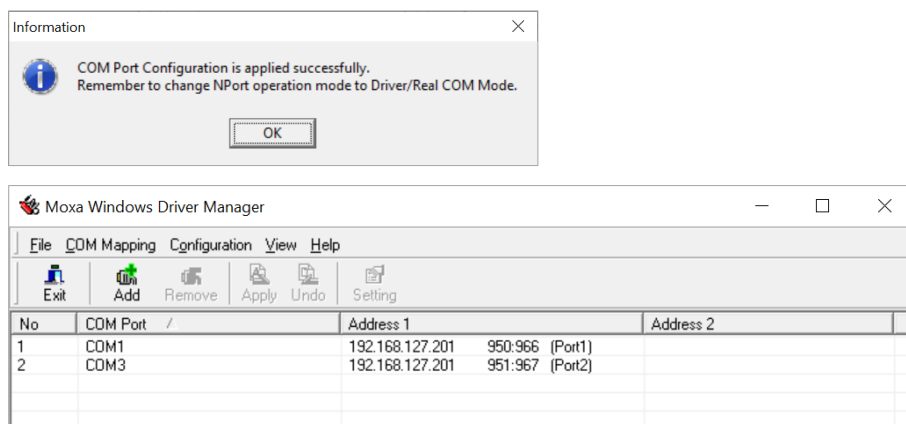 Information
COM Port Configuration is applied successfully.
Remember to change NPort operation mode to Driver/Real COM Mode.
OK
Moxa Windows Driver Manager
File COM Mapping Configuration View Help
Exit Add Remove Apply Undo Setting
No COM Port Address 1 Address 2
1 COM1 192.168.127.201 950:966 (Port1)
2 COM3 192.168.127.201 951:967 (Port2)